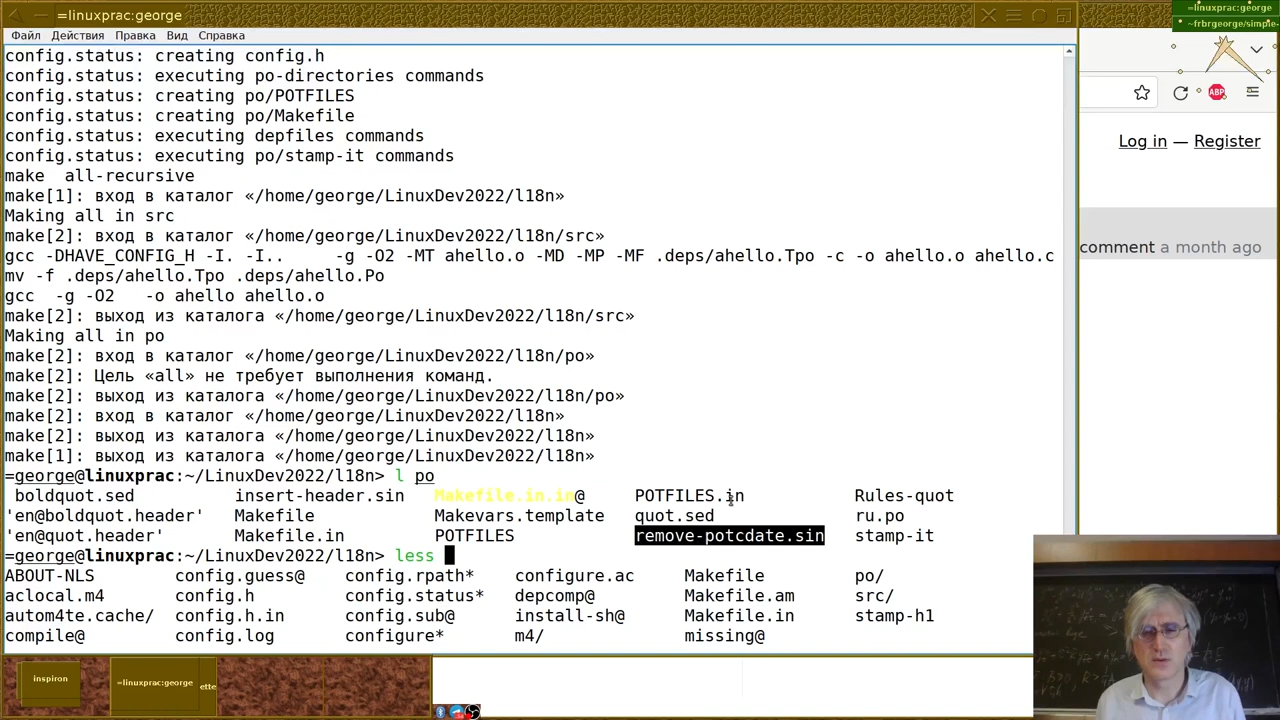 =linuxprac:george
=linuxprac:george
~frbrgeorge/simple-
Файл Действия Правка Вид Справка
config.status: creating config.h
config.status: executing po-directories commands
config.status: creating po/POTFILES
config.status: creating po/Makefile
config.status: executing depfiles commands
config.status: executing po/stamp-it commands
make  all-recursive
make[1]: вход в каталог «/home/george/LinuxDev2022/l18n»
Making all in src
make[2]: вход в каталог «/home/george/LinuxDev2022/l18n/src»
gcc -DHAVE_CONFIG_H -I. -I..     -g -O2 -MT ahello.o -MD -MP -MF .deps/ahello.Tpo -c -o ahello.o ahello.c
mv -f .deps/ahello.Tpo .deps/ahello.Po
gcc  -g -O2   -o ahello ahello.o
make[2]: выход из каталога «/home/george/LinuxDev2022/l18n/src»
Making all in po
make[2]: вход в каталог «/home/george/LinuxDev2022/l18n/po»
make[2]: Цель «all» не требует выполнения команд.
make[2]: выход из каталога «/home/george/LinuxDev2022/l18n/po»
make[2]: вход в каталог «/home/george/LinuxDev2022/l18n»
make[2]: выход из каталога «/home/george/LinuxDev2022/l18n»
make[1]: выход из каталога «/home/george/LinuxDev2022/l18n»
=george@linuxprac:~/LinuxDev2022/l18n> l po
boldquot.sed insert-header.sin Makefile.in.in@ POTFILES.in Rules-quot
'en@boldquot.header' Makefile Makevars.template quot.sed ru.po
'en@quot.header' Makefile.in POTFILES remove-potcdate.sin stamp-it
=george@linuxprac:~/LinuxDev2022/l18n> less
ABOUT-NLS config.guess@ config.rpath* configure.ac Makefile po/
aclocal.m4 config.h config.status* depcomp@ Makefile.am src/
autom4te.cache/ config.h.in config.sub@ install-sh@ Makefile.in stamp-h1
compile@ config.log configure* m4/ missing@
ABP
Log in — Register
comment a month ago
inspiron
=linuxprac:george
ette